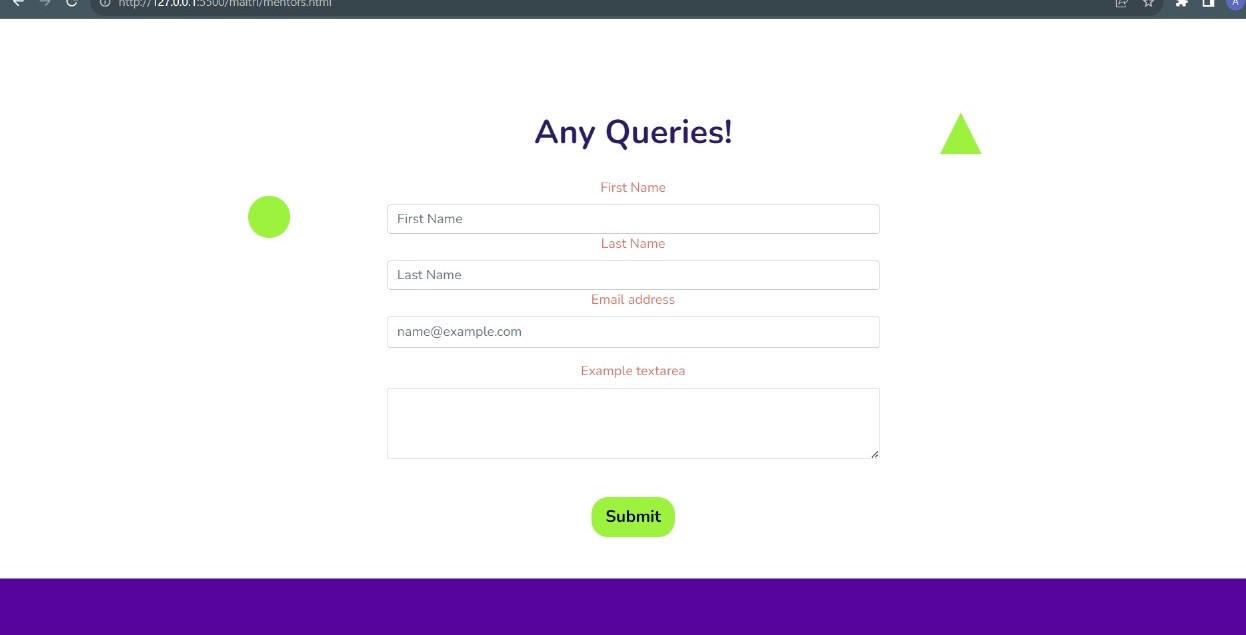 http://127.0.0.1:5500/maitri/mentors.html
A
Any Queries!
First Name
First Name
Last Name
Last Name
Email address
name@example.com
Example textarea
Submit